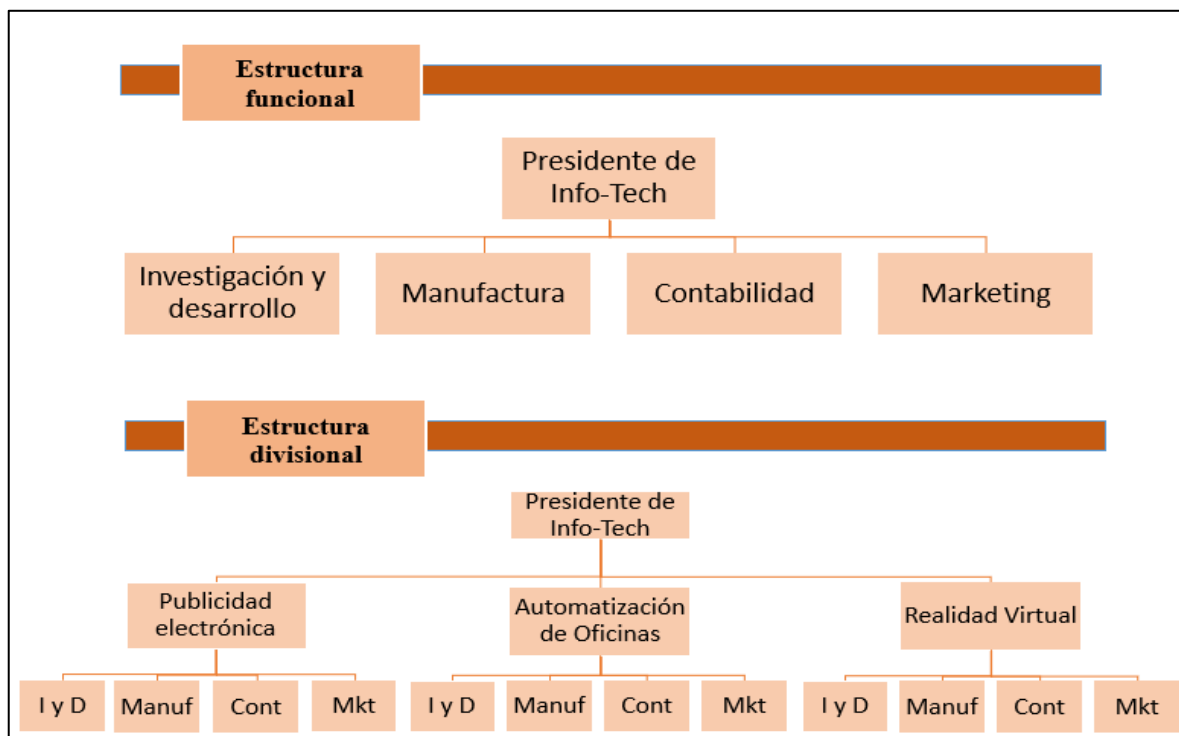 Estructura
funcional
Presidente de
Info-Tech
Investigación y
desarrollo
Manufactura
Contabilidad
Marketing
Estructura
divisional
Presidente de
Info-Tech
Publicidad
electrónica
Automatización
de Oficinas
Realidad Virtual
I y D
Manuf
Cont
Mkt
I y D
Manuf
Cont
Mkt
I y D
Manuf
Cont
Mkt